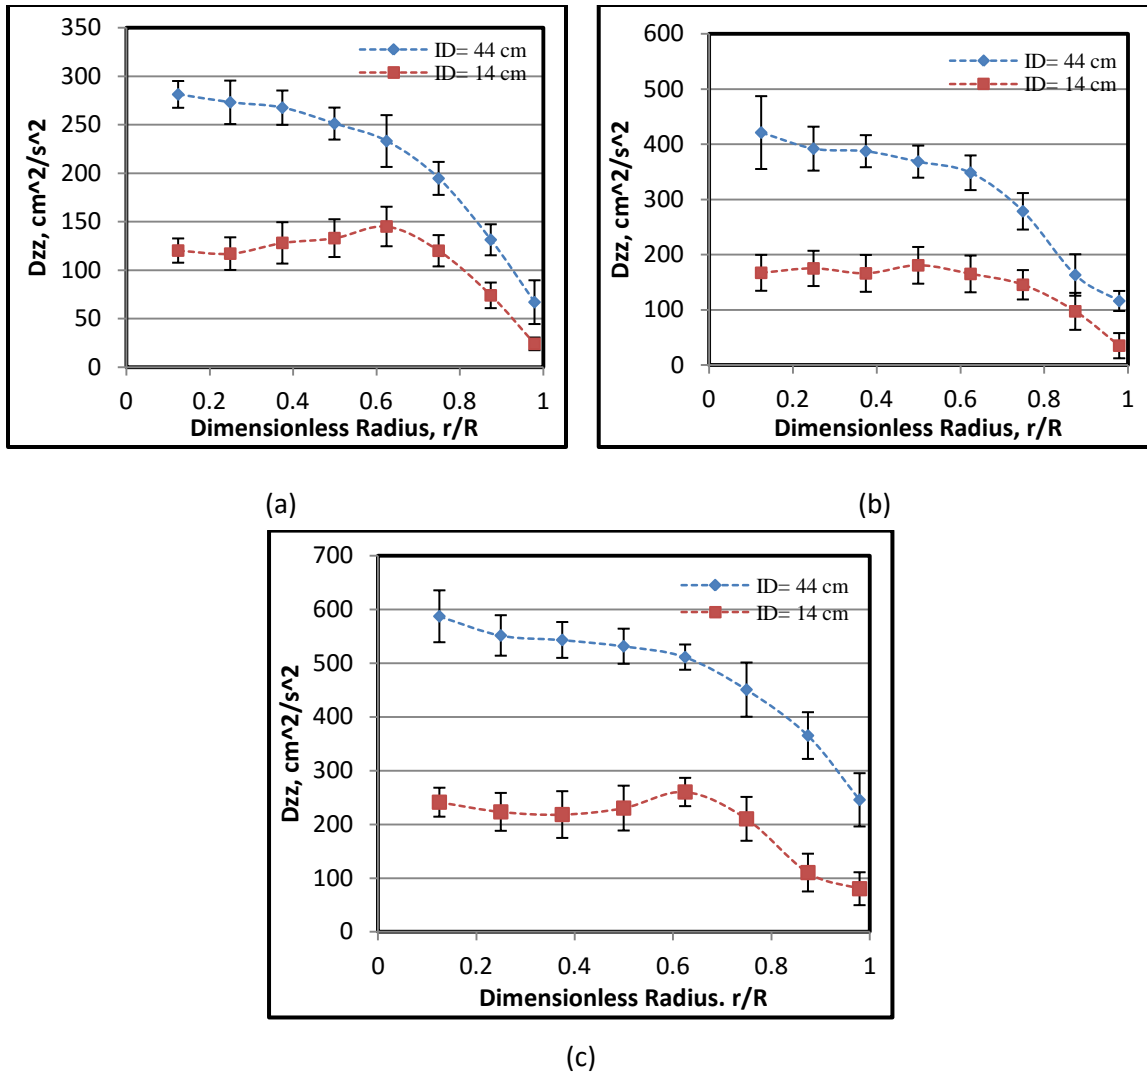 350
300
250
200
150
100
50
0
Dzz, cm^2/s^2
ID= 44 cm
ID= 14 cm
0 0.2 0.4 0.6 0.8 1
Dimensionless Radius, r/R
(a)
600
500
400
300
200
100
0
Dzz, cm^2/s^2
ID= 44 cm
ID= 14 cm
0 0.2 0.4 0.6 0.8 1
Dimensionless Radius, r/R
(b)
700
600
500
400
300
200
100
0
Dzz, cm^2/s^2
ID= 44 cm
ID= 14 cm
0 0.2 0.4 0.6 0.8 1
Dimensionless Radius. r/R
(c)